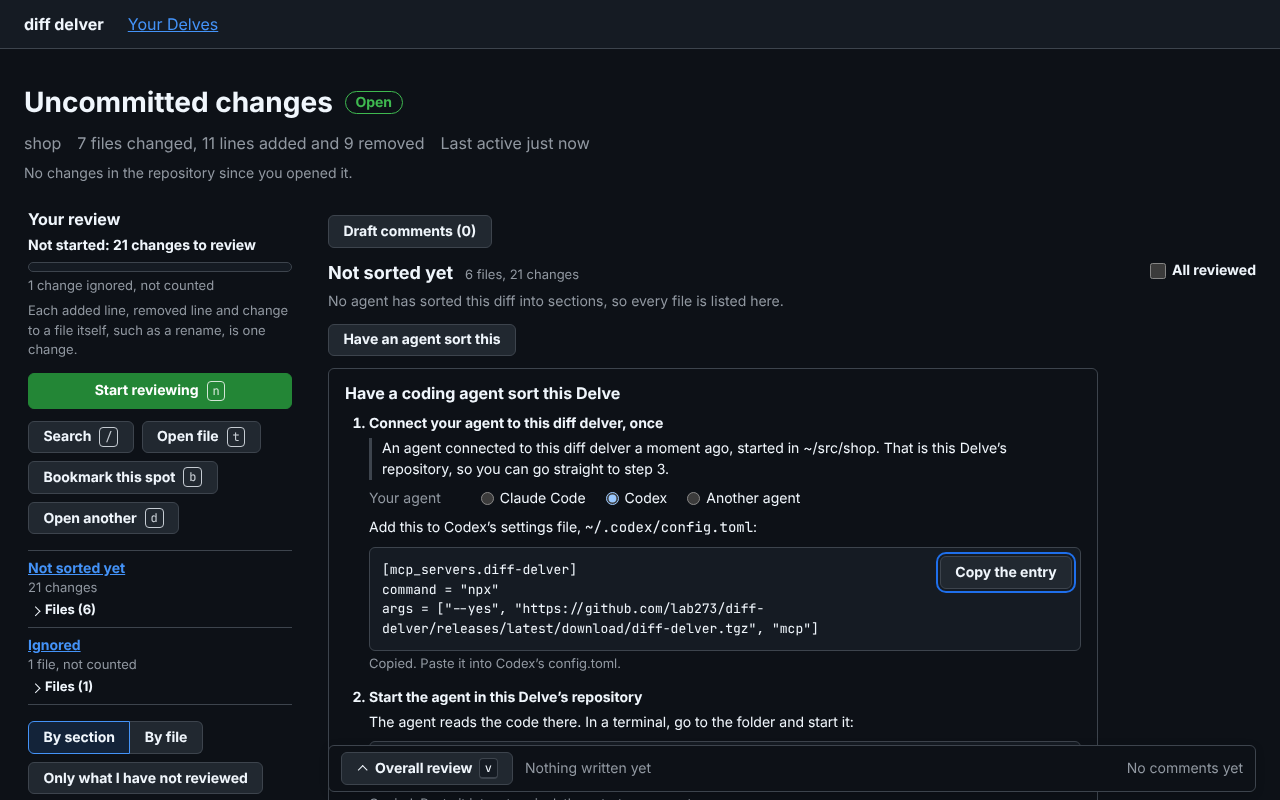 diff delver Your Delves
Uncommitted changes Open
shop 7 files changed, 11 lines added and 9 removed Last active just now
No changes in the repository since you opened it.
Your review
Not started: 21 changes to review
1 change ignored, not counted
Each added line, removed line and change
to a file itself, such as a rename, is one
change.
Start reviewing n
Search / Open file t
Bookmark this spot b
Open another d
Not sorted yet
21 changes
Files (6)
Ignored
1 file, not counted
Files (1)
By section By file
Only what I have not reviewed
Draft comments (0)
Not sorted yet 6 files, 21 changes All reviewed
No agent has sorted this diff into sections, so every file is listed here.
Have an agent sort this
Have a coding agent sort this Delve
1. Connect your agent to this diff delver, once
An agent connected to this diff delver a moment ago, started in ~/src/shop. That is this Delve’s
repository, so you can go straight to step 3.
Your agent Claude Code Codex Another agent
Add this to Codex’s settings file, ~/.codex/config.toml:
[mcp_servers.diff-delver]
command = "npx"
args = ["--yes", "https://github.com/lab273/diff-
delver/releases/latest/download/diff-delver.tgz", "mcp"]
Copy the entry
Copied. Paste it into Codex’s config.toml.
2. Start the agent in this Delve’s repository
The agent reads the code there. In a terminal, go to the folder and start it:
Overall review v Nothing written yet No comments yet